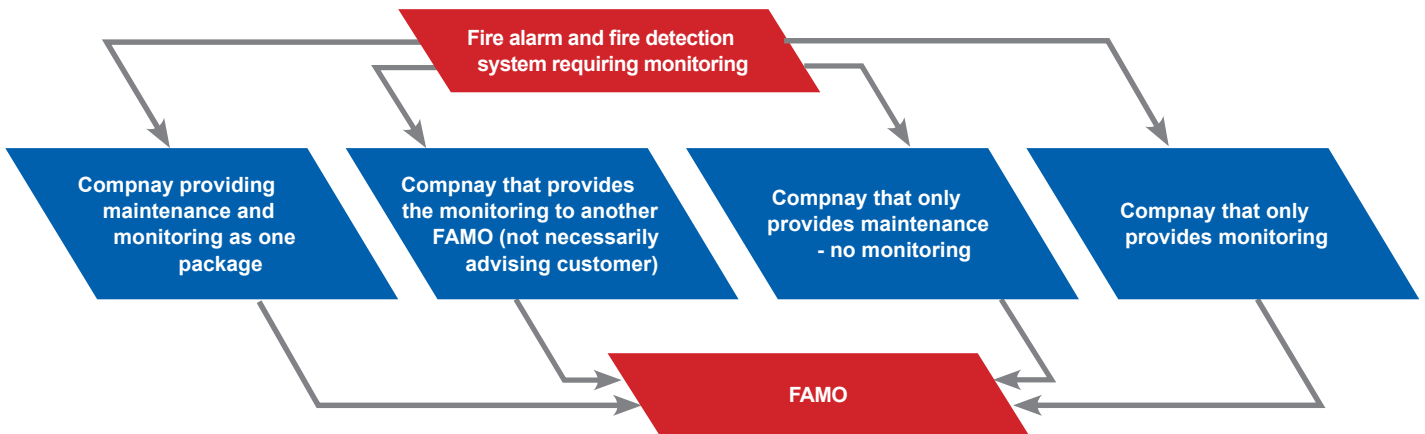 Fire alarm and fire detection
system requiring monitoring
Compnay providing
maintenance and
monitoring as one
package
Compnay that provides
the monitoring to another
FAMO (not necessarily
advising customer)
Compnay that only
provides maintenance
- no monitoring
Compnay that only
provides monitoring
FAMO